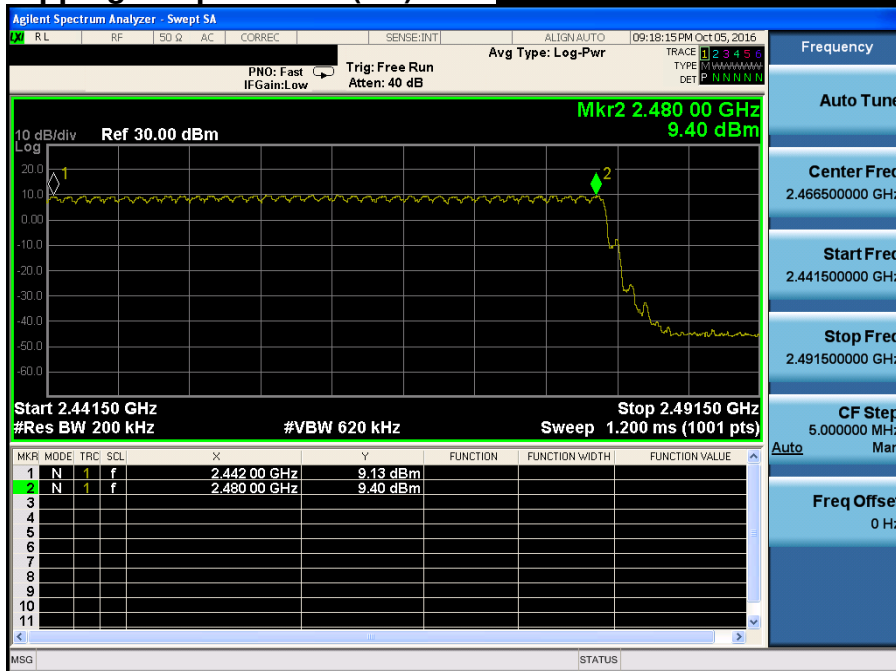 Agilent Spectrum Analyzer - Swept SA
LXI RL RF 50 Ω AC CORREC SENSE:INT ALIGN AUTO 09:18:15 PM Oct 05, 2016
Frequency
Avg Type: Log-Pwr TRACE 1 2 3 4 5 6
PNO: Fast Trig: Free Run TYPE M WWWWW
IFGain:Low Atten: 40 dB DET P N N N N N
Auto Tune
Mkr2 2.480 00 GHz
10 dB/div Ref 30.00 dBm 9.40 dBm
Log
1
2
20.0
10.0
0.00
-10.0
-20.0
-30.0
-40.0
-50.0
-60.0
Center Freq
2.466500000 GHz
Start Freq
2.441500000 GHz
Stop Freq
2.491500000 GHz
Start 2.44150 GHz Stop 2.49150 GHz
#Res BW 200 kHz #VBW 620 kHz Sweep 1.200 ms (1001 pts)
CF Step
5.000000 MHz
Auto Man
MKR MODE TRC SCL X Y FUNCTION FUNCTION WIDTH FUNCTION VALUE
1 N 1 f 2.442 00 GHz 9.13 dBm
2 N 1 f 2.480 00 GHz 9.40 dBm
3
4
5
6
7
8
9
10
11
Freq Offset
0 Hz
MSG STATUS